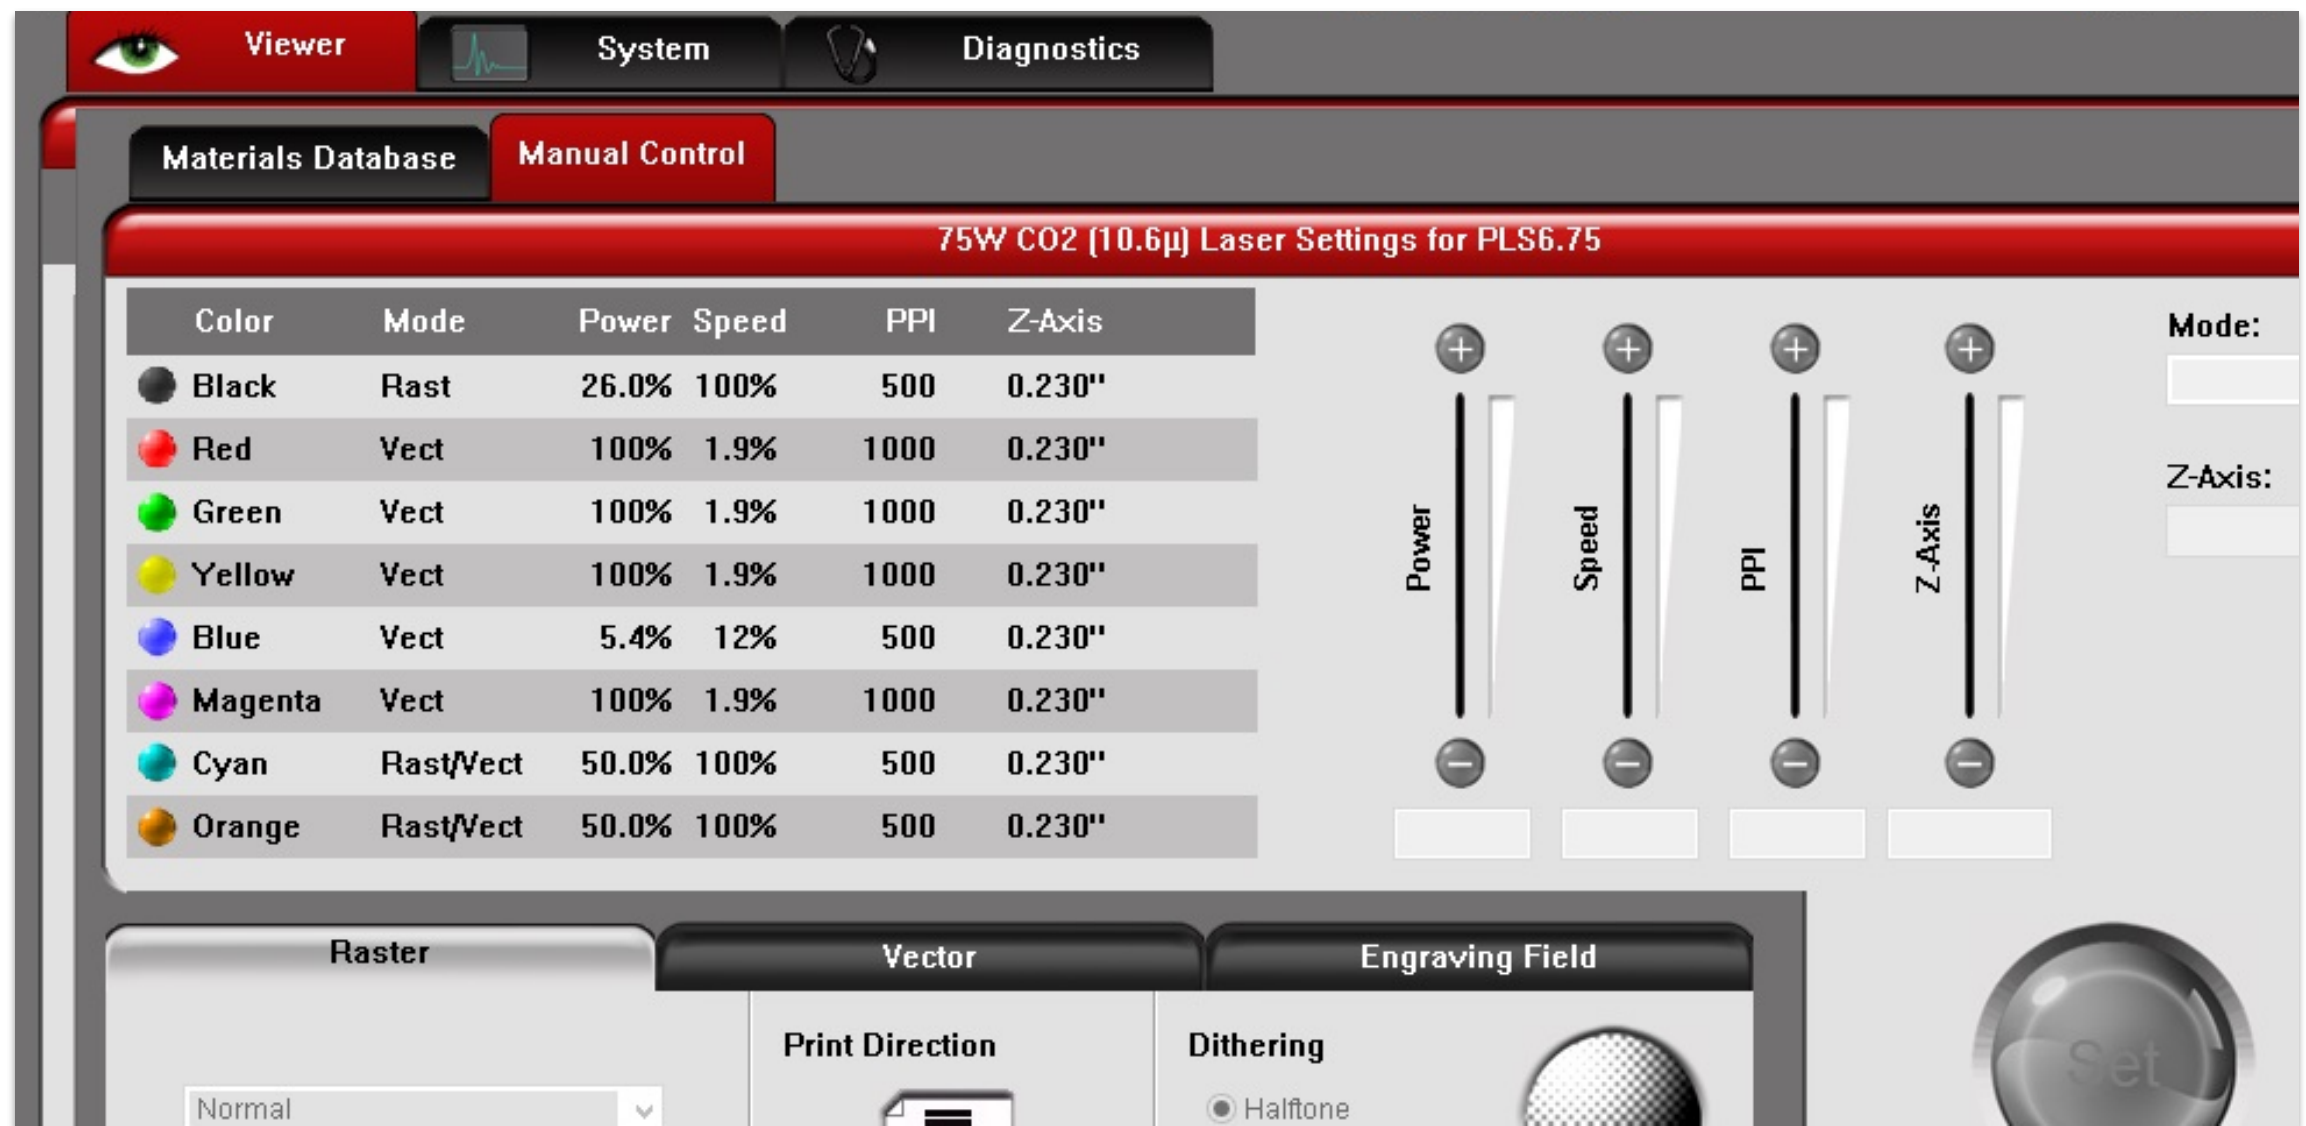 Viewer System Diagnostics
Materials Database Manual Control
75W CO2 (10.6µ) Laser Settings for PLS6.75
Color Mode Power Speed PPI Z-Axis
Black Rast 26.0% 100% 500 0.230"
Red Vect 100% 1.9% 1000 0.230"
Green Vect 100% 1.9% 1000 0.230"
Yellow Vect 100% 1.9% 1000 0.230"
Blue Vect 5.4% 12% 500 0.230"
Magenta Vect 100% 1.9% 1000 0.230"
Cyan Rast/Vect 50.0% 100% 500 0.230"
Orange Rast/Vect 50.0% 100% 500 0.230"
Power Speed PPI Z-Axis
Mode:
Z-Axis:
Raster Vector Engraving Field
Print Direction Dithering
Normal Halftone
Set